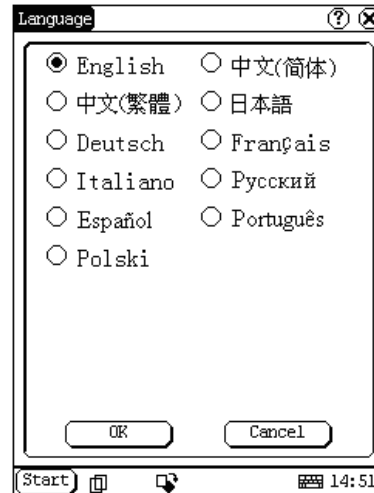 Language ?
English 中文(简体)
中文(繁體) 日本語
Deutsch Français
Italiano Русский
Español Português
Polski
OK Cancel
Start 14:51